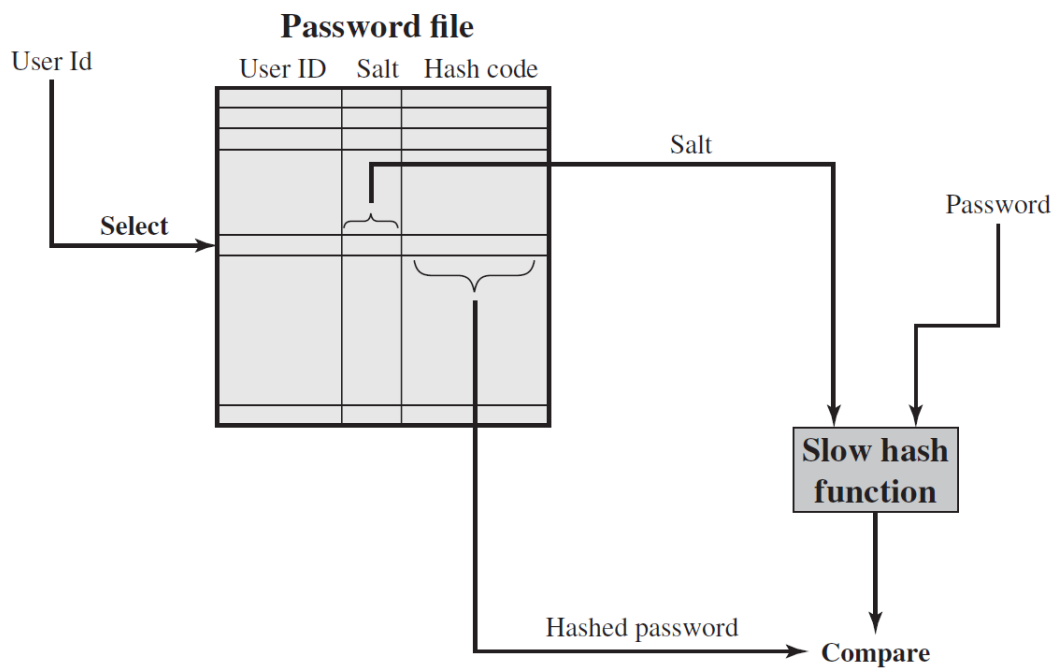 Password file
User Id
User ID Salt Hash code
Salt
Password
Select
Slow hash
function
Hashed password
Compare